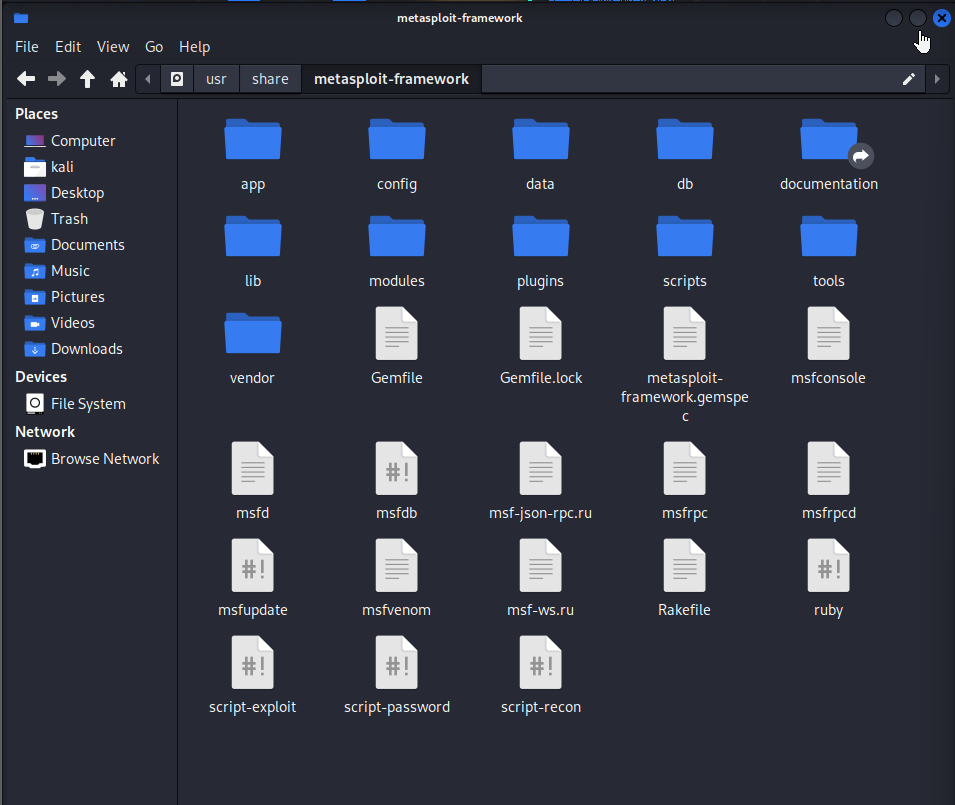 metasploit-framework
File Edit View Go Help
usr share metasploit-framework
Places
Computer
kali
Desktop
Trash
Documents
Music
Pictures
Videos
Downloads
Devices
File System
Network
Browse Network
app config data db documentation
lib modules plugins scripts tools
vendor Gemfile Gemfile.lock metasploit- msfconsole
framework.gemspe
c
msfd msfdb msf-json-rpc.ru msfrpc msfrpcd
msfupdate msfvenom msf-ws.ru Rakefile ruby
script-exploit script-password script-recon